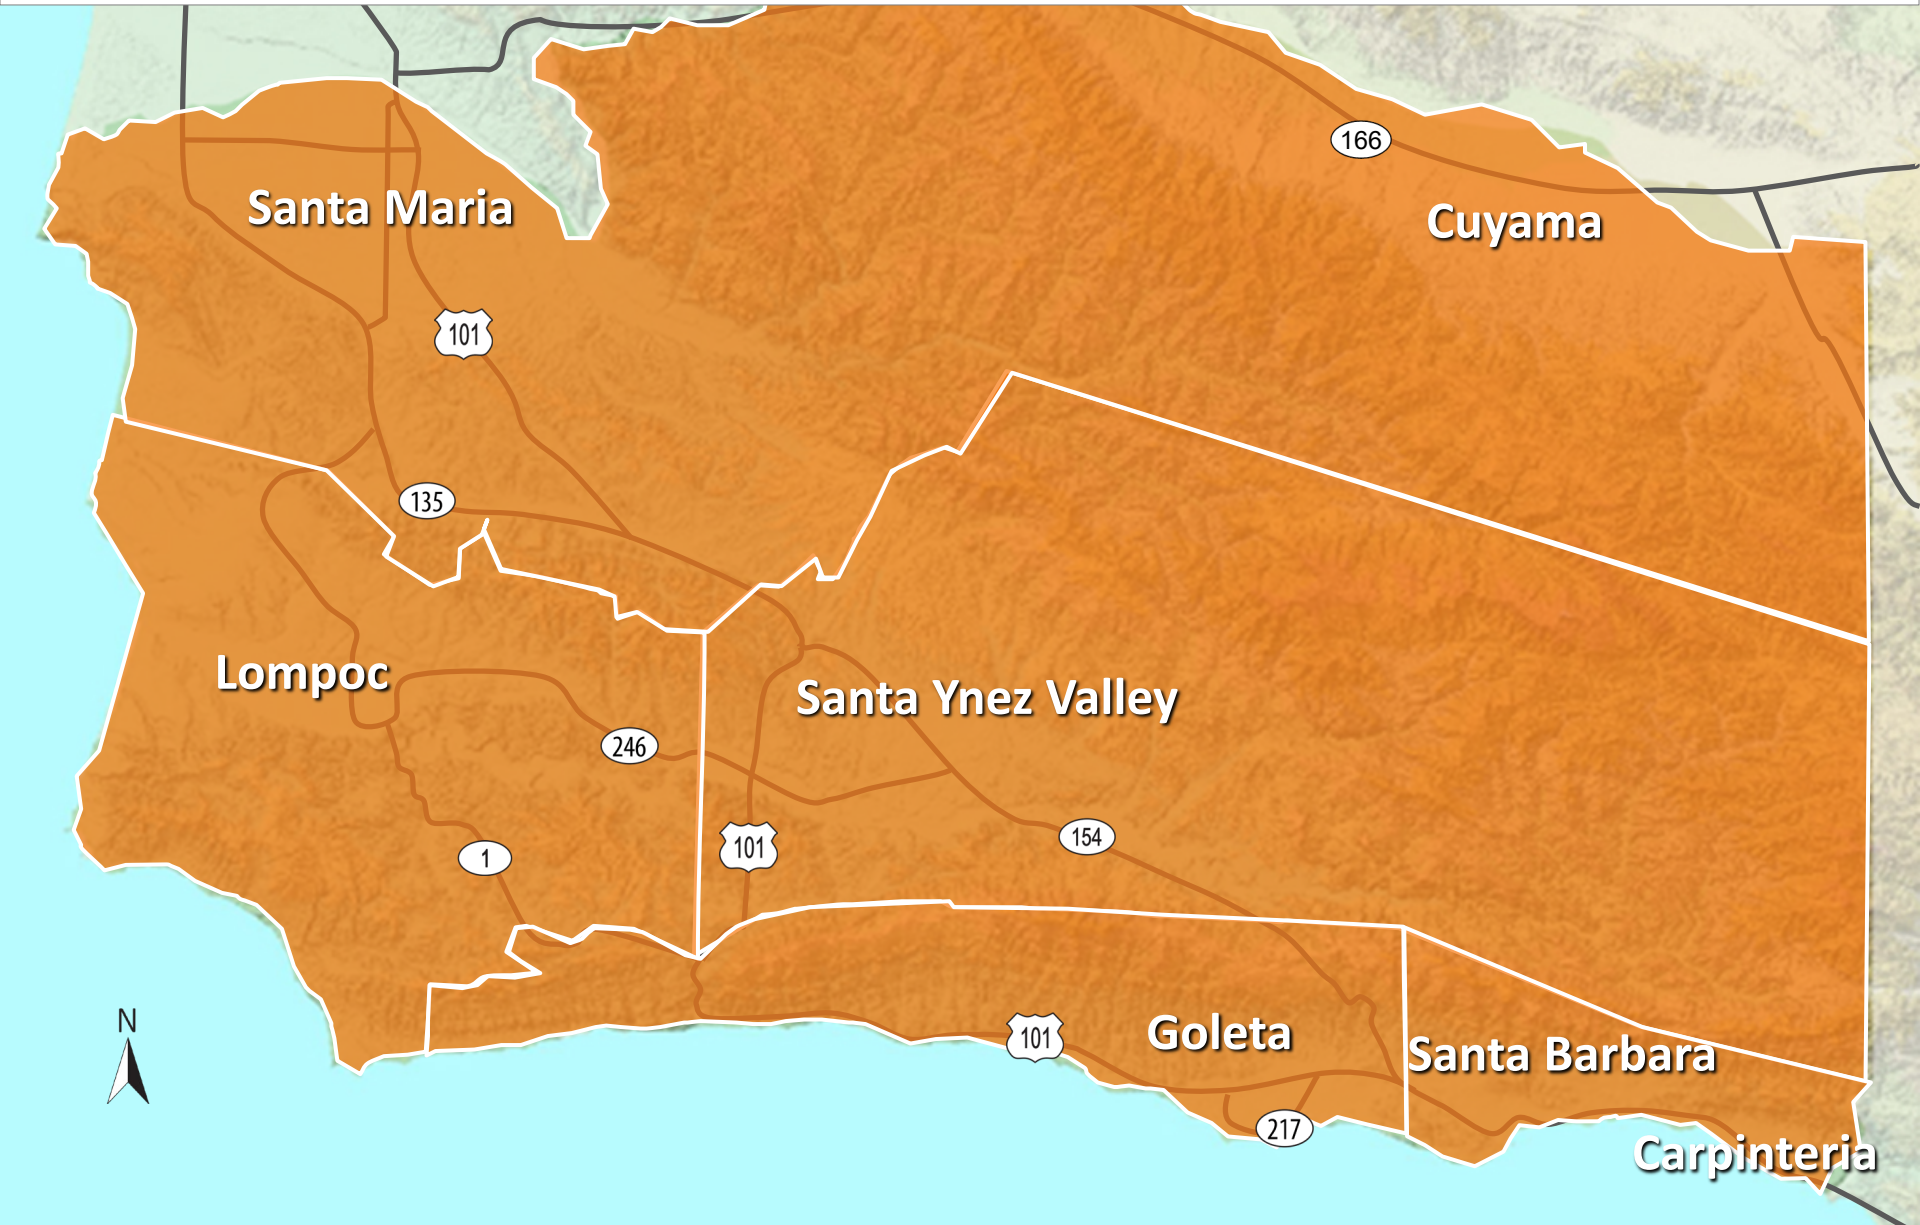 166
Santa Maria
Cuyama
101
135
Lompoc
Santa Ynez Valley
246
101
154
1
N
101
Goleta
Santa Barbara
217
Carpinteria